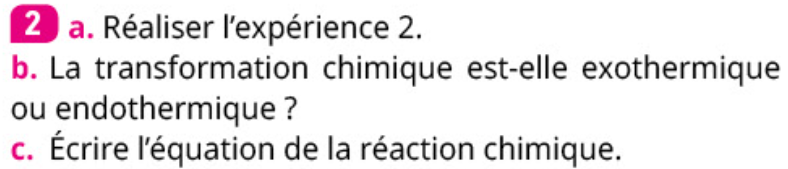 2 a. Réaliser l'expérience 2.
b. La transformation chimique est-elle exothermique
ou endothermique ?
c. Écrire l'équation de la réaction chimique.